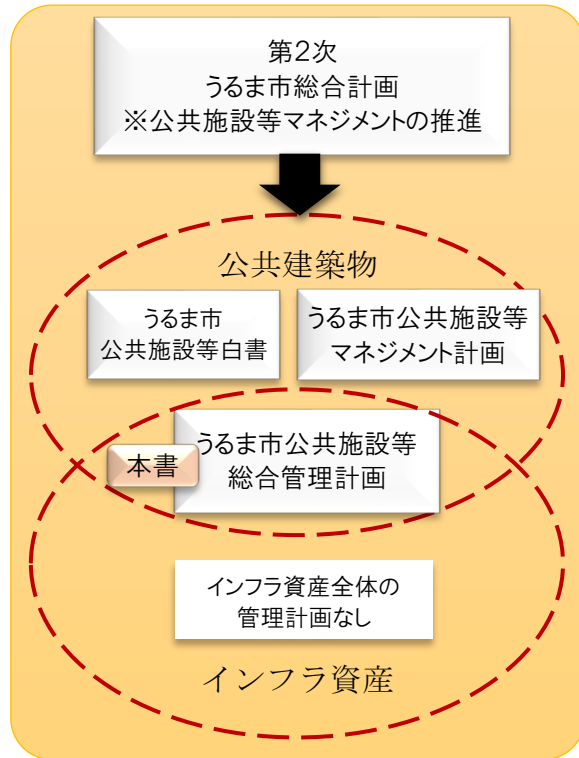 第2次
うるま市総合計画
※公共施設等マネジメントの推進
公共建築物
うるま市
公共施設等白書
うるま市公共施設等
マネジメント計画
本書
うるま市公共施設等
総合管理計画
インフラ資産全体の
管理計画なし
インフラ資産